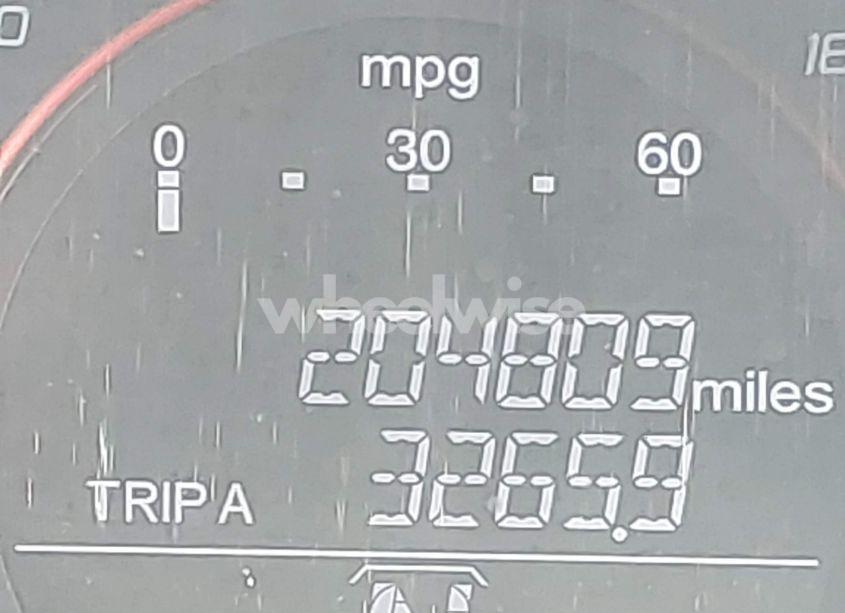 mpg
0 30 60
wheelwise
204809 miles
TRIP A 3265.9